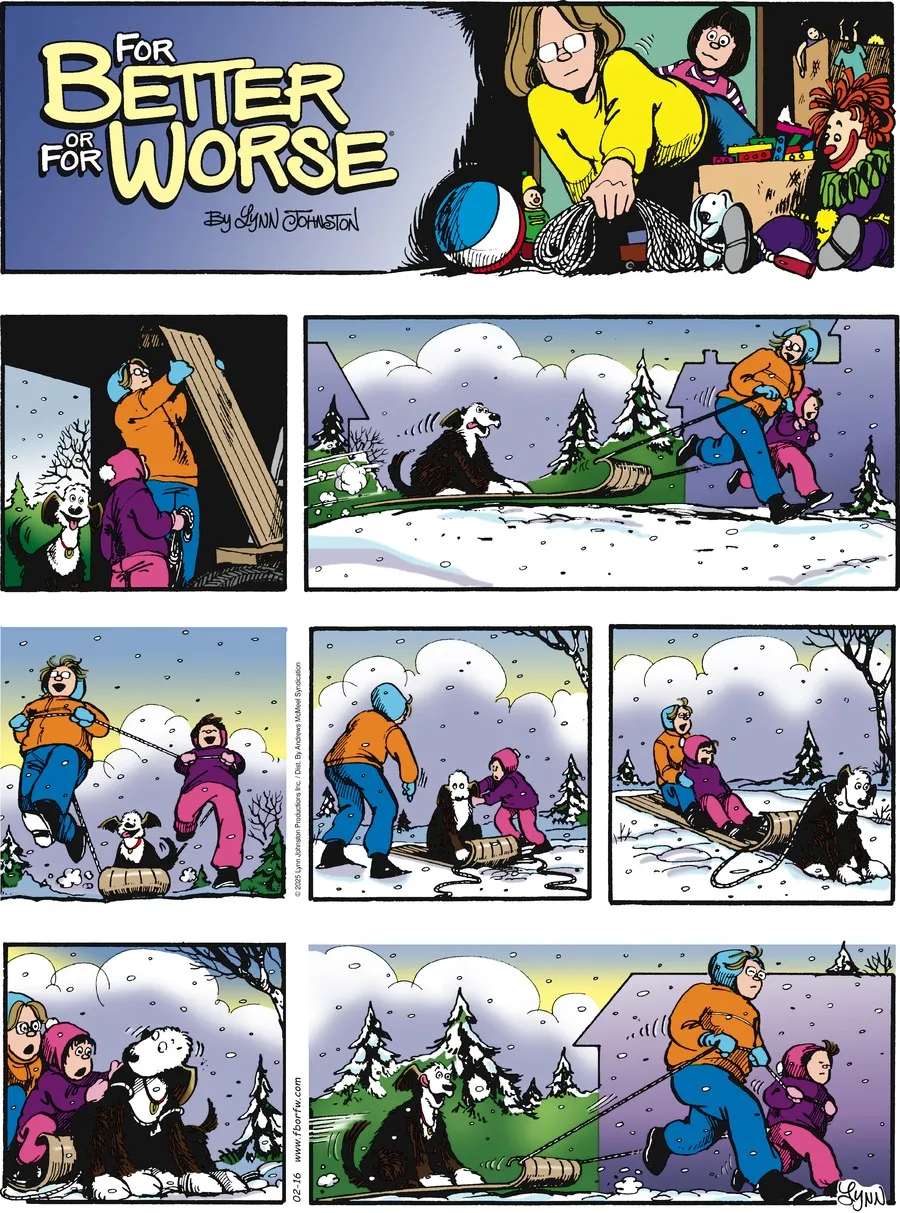 FOR
BETTER
OR
FOR
WORSE
®
BY LYNN JOHNSTON
© 2025 Lynn Johnston Productions Inc. / Dist. By Andrews McMeel Syndication
02-16 www.fborfw.com
LYNN